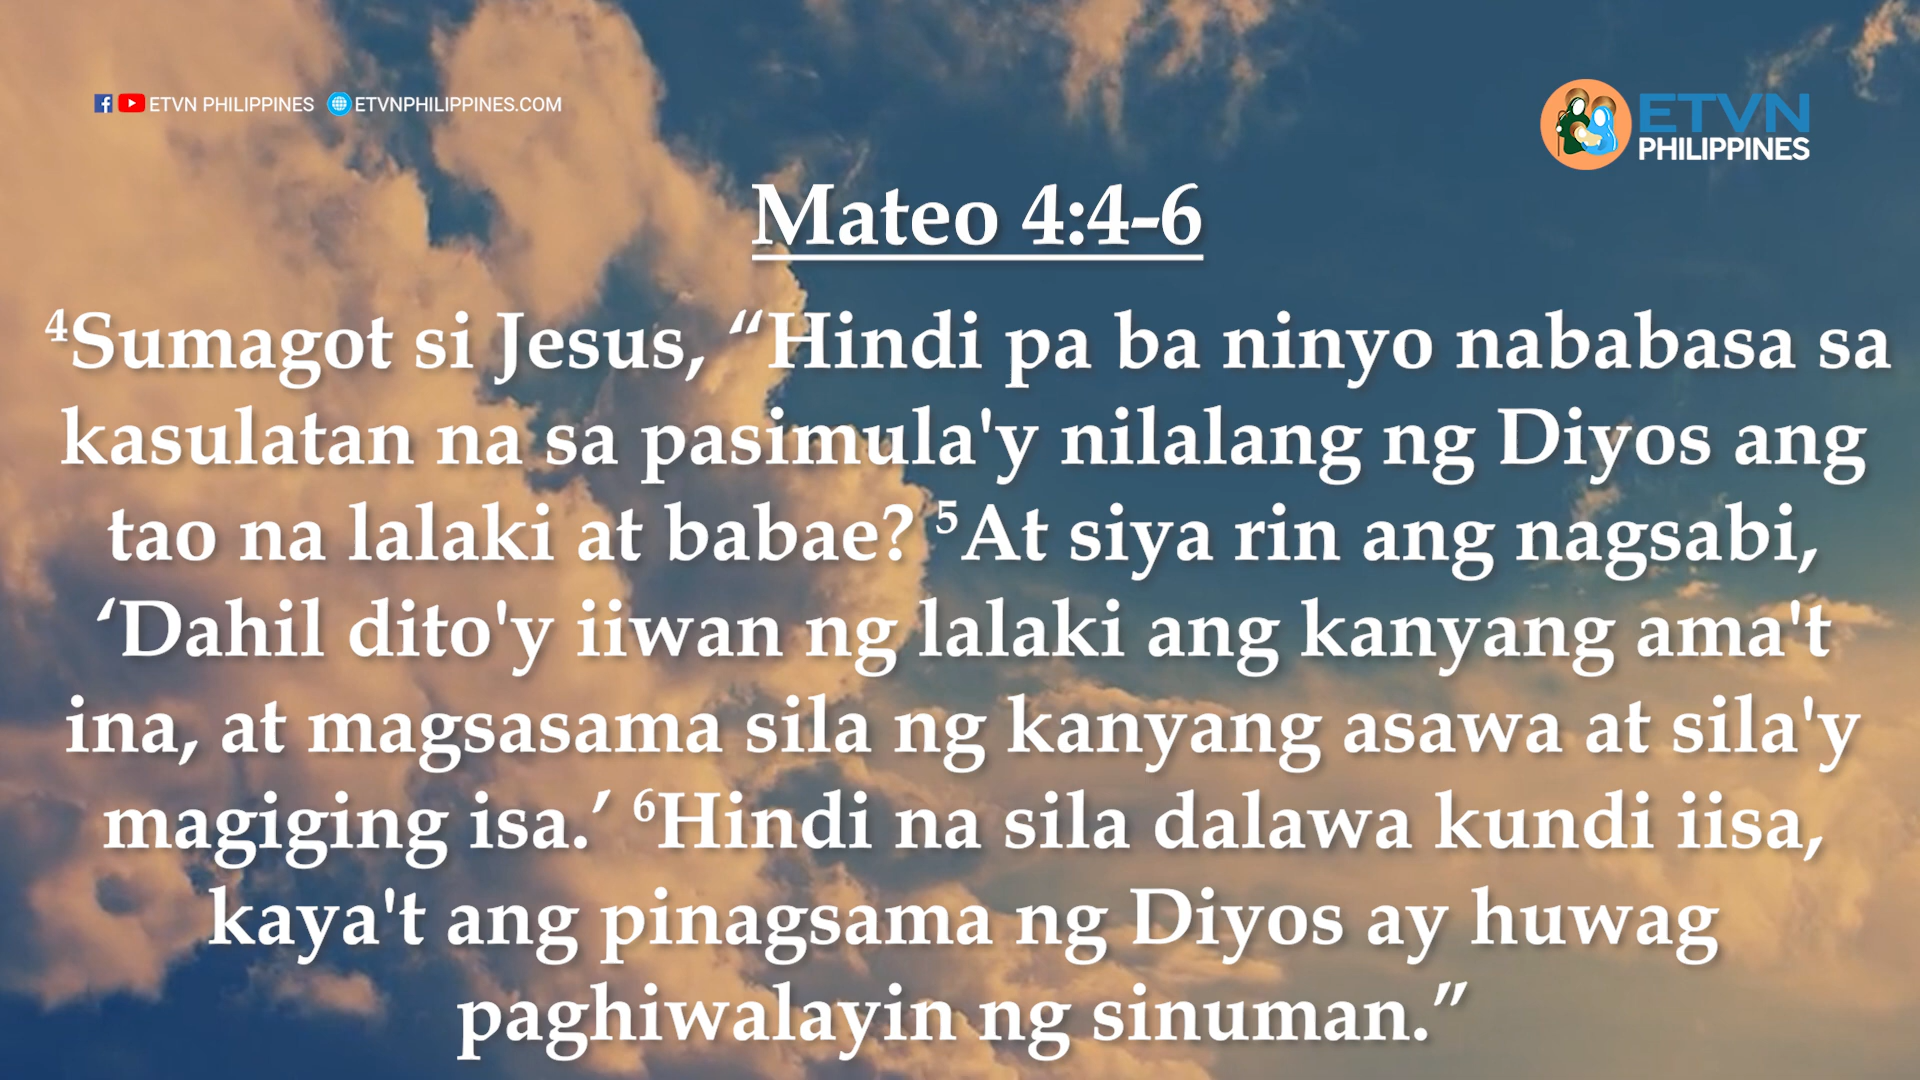 ETVN PHILIPPINES ETVNPHILIPPINES.COM
ETVN
PHILIPPINES
Mateo 4:4-6
⁴Sumagot si Jesus, “Hindi pa ba ninyo nababasa sa
kasulatan na sa pasimula'y nilalang ng Diyos ang
tao na lalaki at babae? ⁵At siya rin ang nagsabi,
‘Dahil dito'y iiwan ng lalaki ang kanyang ama't
ina, at magsasama sila ng kanyang asawa at sila'y
magiging isa.’ ⁶Hindi na sila dalawa kundi iisa,
kaya't ang pinagsama ng Diyos ay huwag
paghiwalayin ng sinuman.”